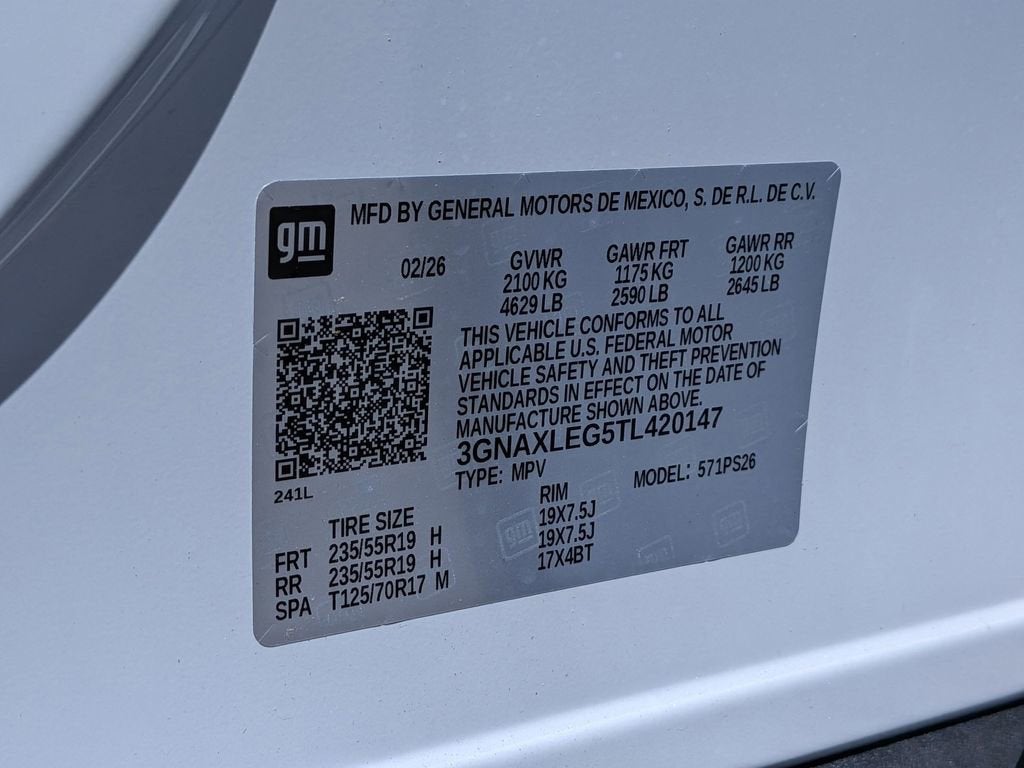 gm
MFD BY GENERAL MOTORS DE MEXICO, S. DE R.L. DE C.V.
02/26
GVWR GAWR FRT GAWR RR
2100 KG 1175 KG 1200 KG
4629 LB 2590 LB 2645 LB
THIS VEHICLE CONFORMS TO ALL
APPLICABLE U.S. FEDERAL MOTOR
VEHICLE SAFETY AND THEFT PREVENTION
STANDARDS IN EFFECT ON THE DATE OF
MANUFACTURE SHOWN ABOVE.
3GNAXLEG5TL420147
TYPE: MPV MODEL: 571PS26
241L
TIRE SIZE RIM
FRT 235/55R19 H 19X7.5J
RR 235/55R19 H 19X7.5J
SPA T125/70R17 M 17X4BT